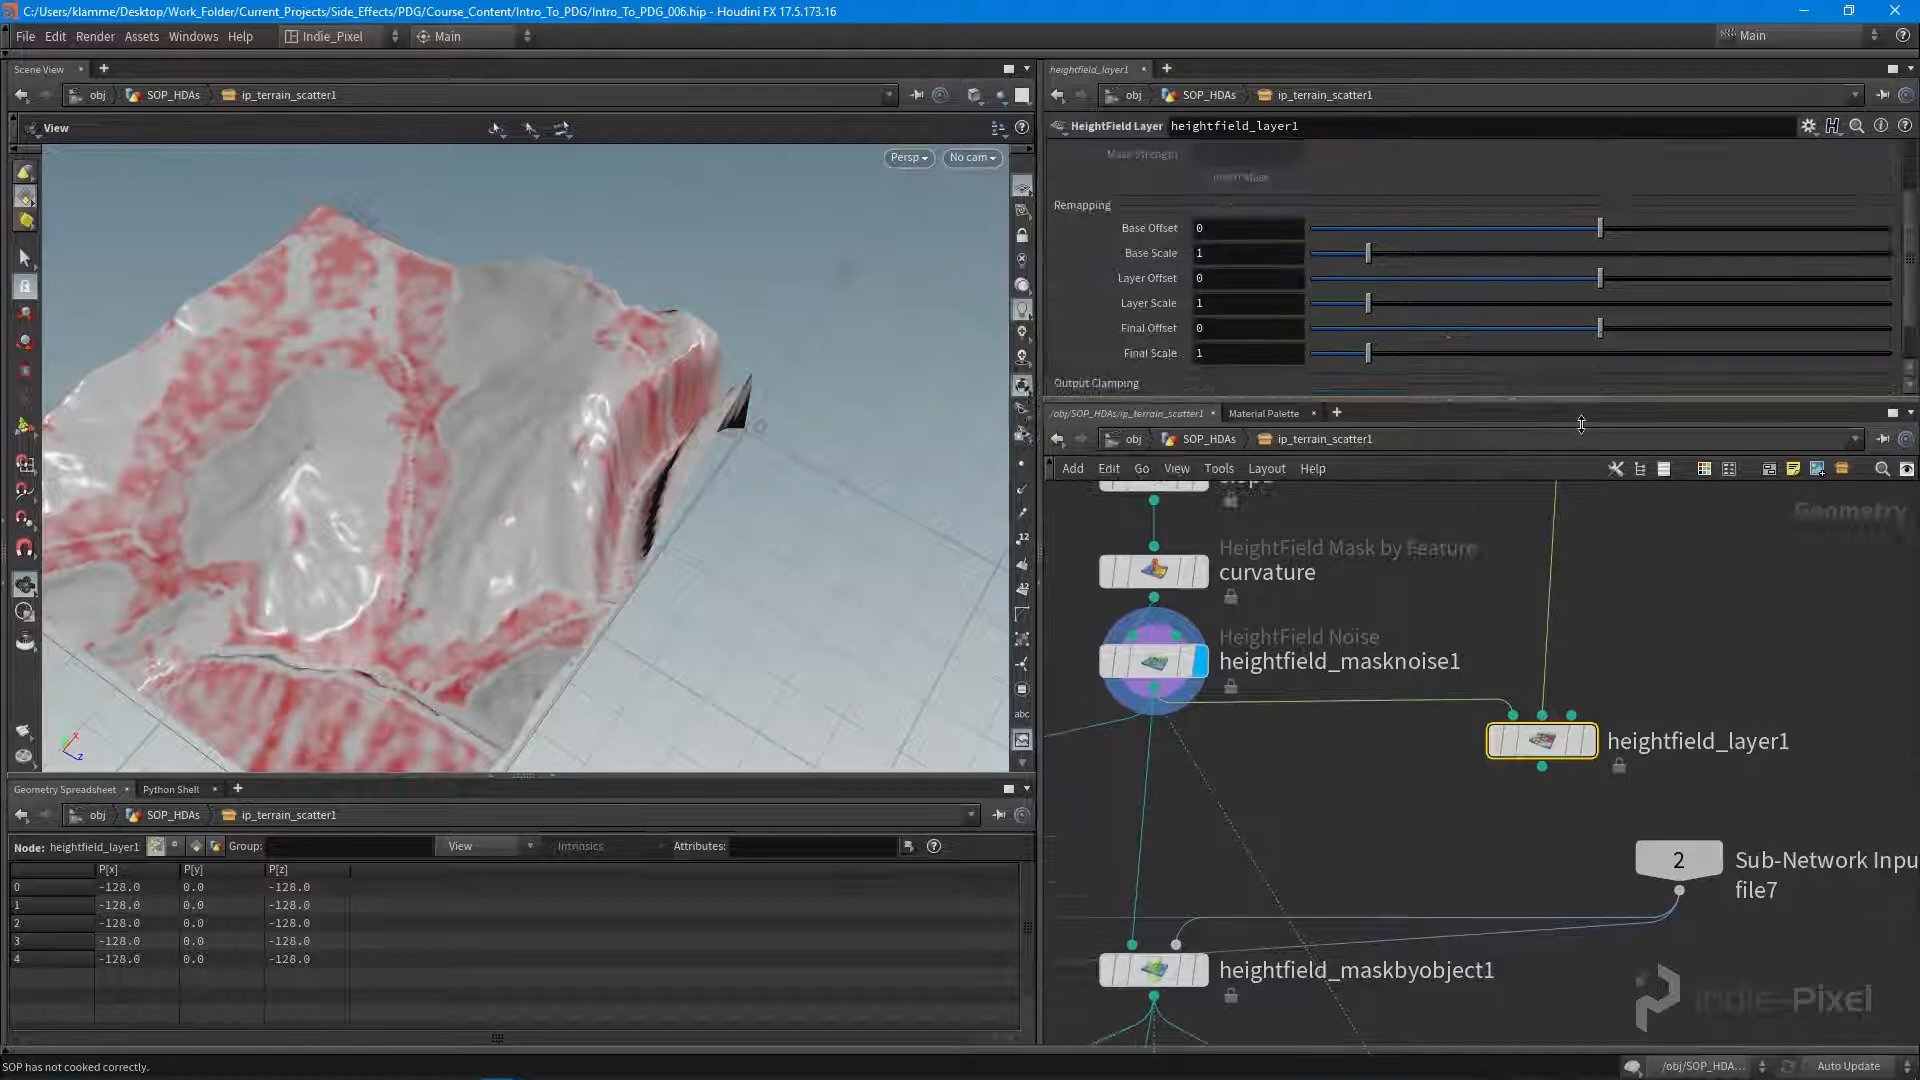 C:/Users/klamme/Desktop/Work_Folder/Current_Projects/Side_Effects/PDG/Course_Content/Intro_To_PDG/Intro_To_PDG_006.hip - Houdini FX 17.5.173.16
File Edit Render Assets Windows Help Indie_Pixel Main Main
Scene View
obj SOP_HDAs ip_terrain_scatter1
View
Persp No cam
heightfield_layer1
obj SOP_HDAs ip_terrain_scatter1
HeightField Layer heightfield_layer1
Mask Strength
Remapping
Base Offset 0
Base Scale 1
Layer Offset 0
Layer Scale 1
Final Offset 0
Final Scale 1
Output Clamping
/obj/SOP_HDAs/ip_terrain_scatter1 Material Palette
obj SOP_HDAs ip_terrain_scatter1
Add Edit Go View Tools Layout Help
Geometry
HeightField Mask by Feature
curvature
HeightField Noise
heightfield_masknoise1
heightfield_layer1
2 Sub-Network Inpu
file7
heightfield_maskbyobject1
Indie-Pixel
12
12
abc
Geometry Spreadsheet Python Shell
obj SOP_HDAs ip_terrain_scatter1
Node: heightfield_layer1 Group: View Intrinsics Attributes:
P[x] P[y] P[z]
0 -128.0 0.0 -128.0
1 -128.0 0.0 -128.0
2 -128.0 0.0 -128.0
3 -128.0 0.0 -128.0
4 -128.0 0.0 -128.0
SOP has not cooked correctly.
/obj/SOP_HDA... Auto Update